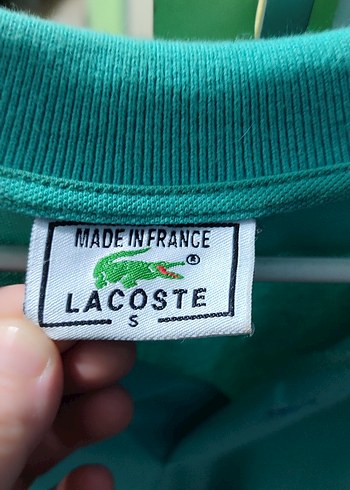 MADE IN FRANCE
®
LACOSTE
S